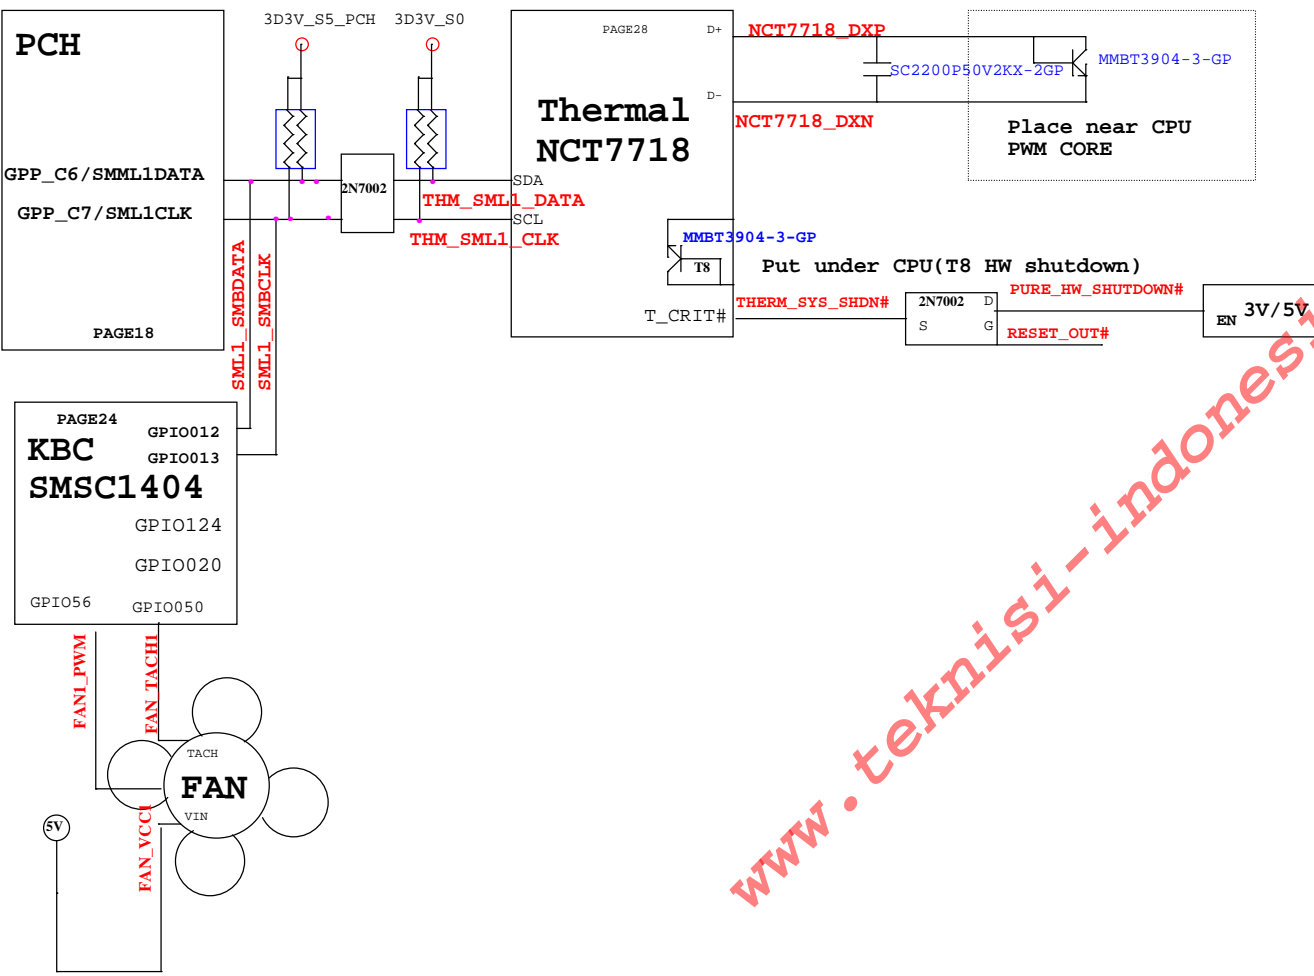 3D3V_S5_PCH
3D3V_S0
PCH
GPP_C6/SMML1DATA
GPP_C7/SML1CLK
PAGE18
2N7002
PAGE28
D+
D-
Thermal
NCT7718
SDA
SCL
THM_SML1_DATA
THM_SML1_CLK
NCT7718_DXP
NCT7718_DXN
SC2200P50V2KX-2GP
MMBT3904-3-GP
Place near CPU
PWM CORE
MMBT3904-3-GP
T8
Put under CPU(T8 HW shutdown)
T_CRIT#
THERM_SYS_SHDN#
2N7002
D
S
G
PURE_HW_SHUTDOWN#
RESET_OUT#
EN
3V/5V
SML1_SMBDATA
SML1_SMBCLK
PAGE24
KBC
SMSC1404
GPIO012
GPIO013
GPIO124
GPIO020
GPIO56
GPIO050
FAN1_PWM
FAN_TACH1
TACH
FAN
VIN
FAN_VCC1
5V